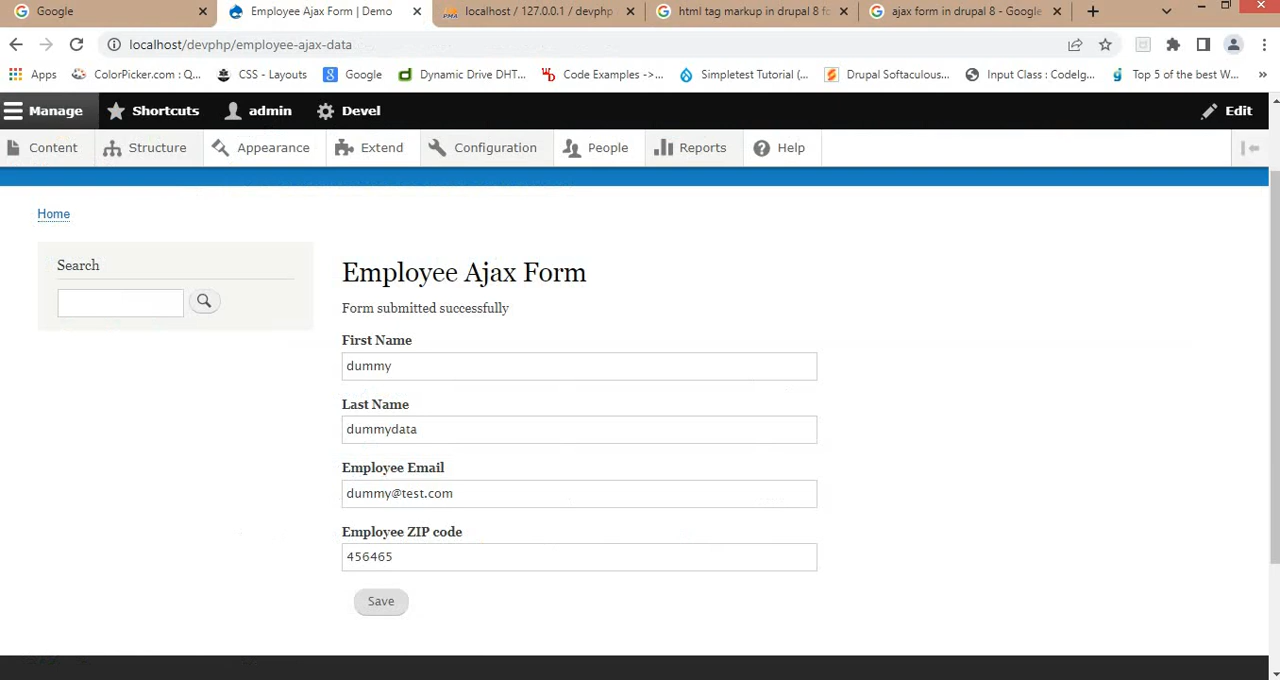 Google
Employee Ajax Form | Demo
localhost / 127.0.0.1 / devphp
html tag markup in drupal 8 fo
ajax form in drupal 8 - Google
localhost/devphp/employee-ajax-data
Apps
ColorPicker.com : Q...
CSS - Layouts
Google
Dynamic Drive DHT...
Code Examples ->...
Simpletest Tutorial (...
Drupal Softaculous...
Input Class : CodeIg...
Top 5 of the best W...
»
Manage
Shortcuts
admin
Devel
Edit
Content
Structure
Appearance
Extend
Configuration
People
Reports
Help
Home
Search
Employee Ajax Form
Form submitted successfully
First Name
dummy
Last Name
dummydata
Employee Email
dummy@test.com
Employee ZIP code
456465
Save